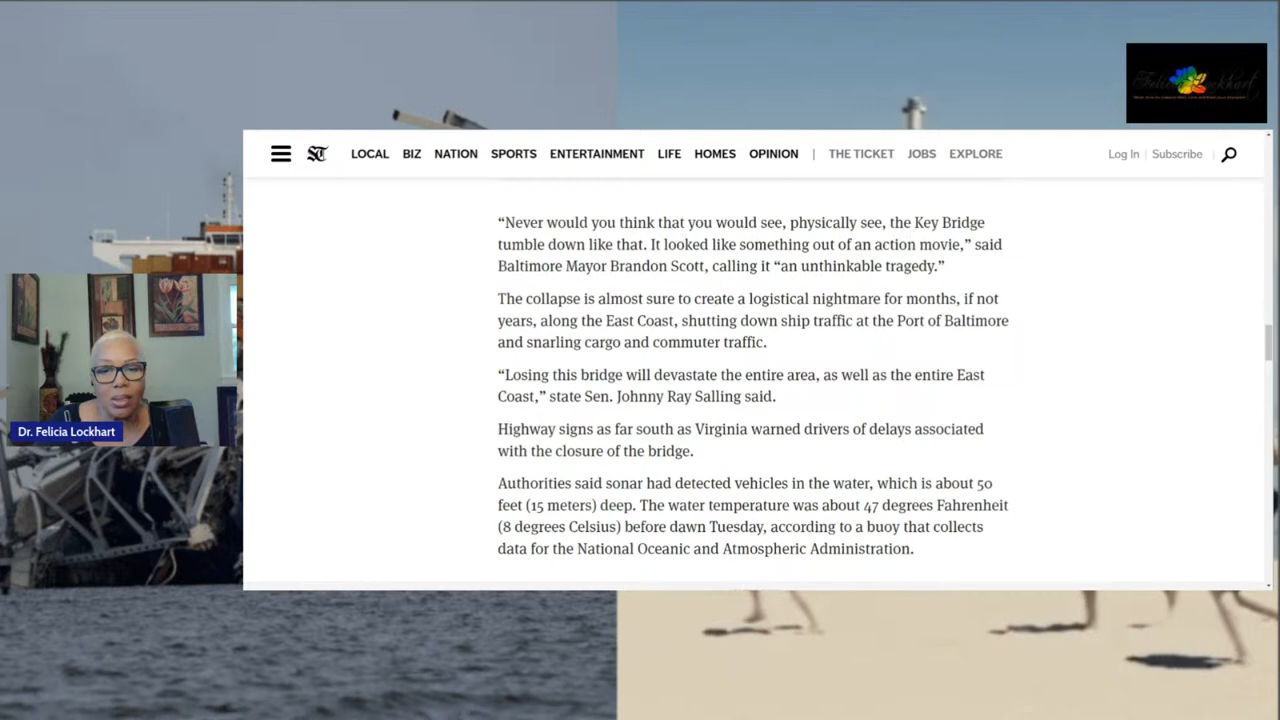 LOCAL BIZ NATION SPORTS ENTERTAINMENT LIFE HOMES OPINION | THE TICKET JOBS EXPLORE Log In | Subscribe
“Never would you think that you would see, physically see, the Key Bridge
tumble down like that. It looked like something out of an action movie,” said
Baltimore Mayor Brandon Scott, calling it “an unthinkable tragedy.”
The collapse is almost sure to create a logistical nightmare for months, if not
years, along the East Coast, shutting down ship traffic at the Port of Baltimore
and snarling cargo and commuter traffic.
“Losing this bridge will devastate the entire area, as well as the entire East
Coast,” state Sen. Johnny Ray Salling said.
Highway signs as far south as Virginia warned drivers of delays associated
with the closure of the bridge.
Authorities said sonar had detected vehicles in the water, which is about 50
feet (15 meters) deep. The water temperature was about 47 degrees Fahrenheit
(8 degrees Celsius) before dawn Tuesday, according to a buoy that collects
data for the National Oceanic and Atmospheric Administration.
Dr. Felicia Lockhart